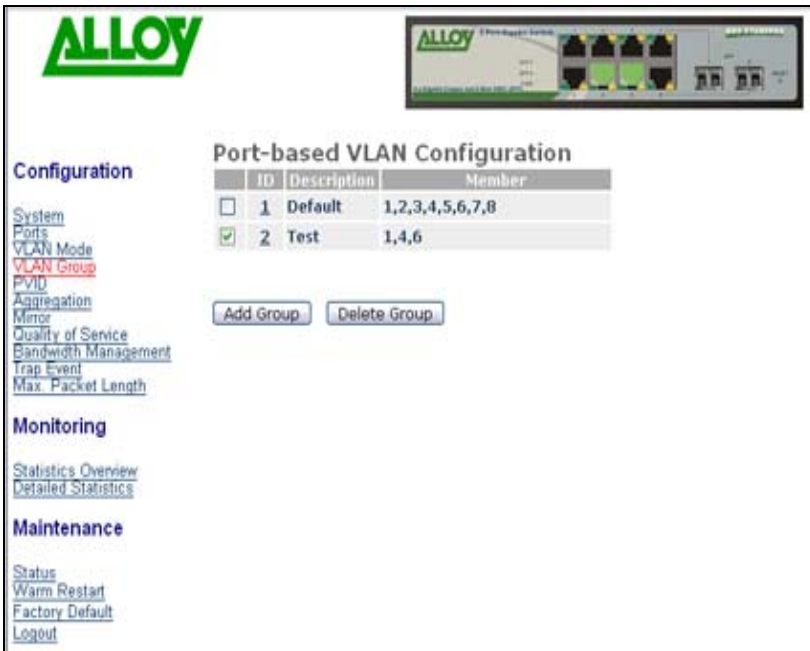 ALLOY
ALLOY
Configuration
System
Ports
VLAN Mode
VLAN Group
PVID
Aggregation
Mirror
Quality of Service
Bandwidth Management
Trap Event
Max. Packet Length
Monitoring
Statistics Overview
Detailed Statistics
Maintenance
Status
Warm Restart
Factory Default
Logout
Port-based VLAN Configuration
ID Description Member
1 Default 1,2,3,4,5,6,7,8
2 Test 1,4,6
Add Group Delete Group